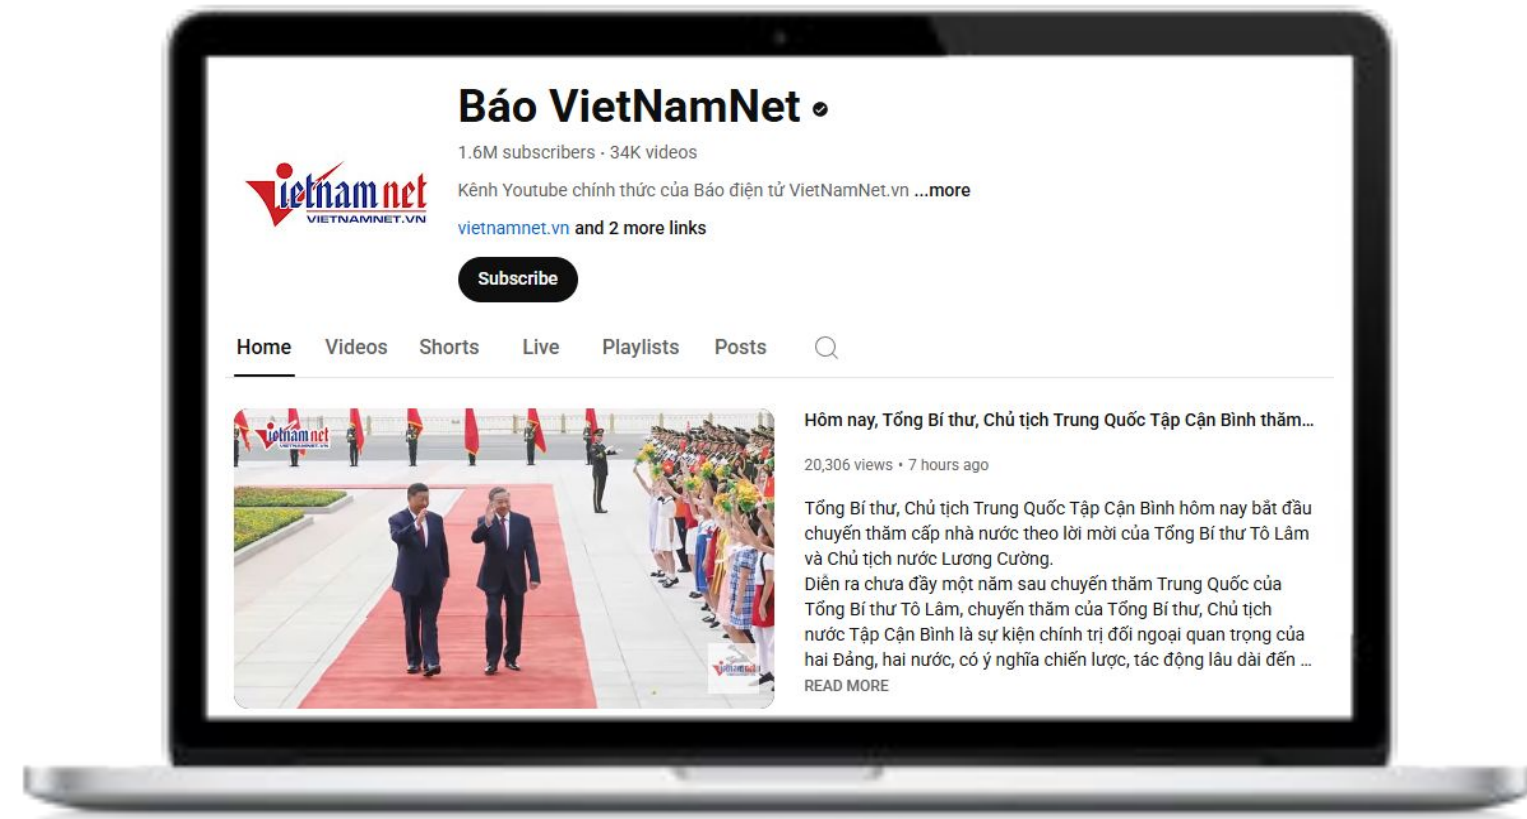 Báo VietNamNet
1.6M subscribers · 34K videos
Vietnam net
VIETNAMNET.VN
Kênh Youtube chính thức của Báo điện tử VietNamNet.vn ...more
vietnamnet.vn and 2 more links
Subscribe
Home Videos Shorts Live Playlists Posts
Vietnam net
VIETNAMNET.VN
Vietnam net
Hôm nay, Tổng Bí thư, Chủ tịch Trung Quốc Tập Cận Bình thăm...
20,306 views • 7 hours ago
Tổng Bí thư, Chủ tịch Trung Quốc Tập Cận Bình hôm nay bắt đầu
chuyến thăm cấp nhà nước theo lời mời của Tổng Bí thư Tô Lâm
và Chủ tịch nước Lương Cường.
Diễn ra chưa đầy một năm sau chuyến thăm Trung Quốc của
Tổng Bí thư Tô Lâm, chuyến thăm của Tổng Bí thư, Chủ tịch
nước Tập Cận Bình là sự kiện chính trị đối ngoại quan trọng của
hai Đảng, hai nước, có ý nghĩa chiến lược, tác động lâu dài đến ...
READ MORE